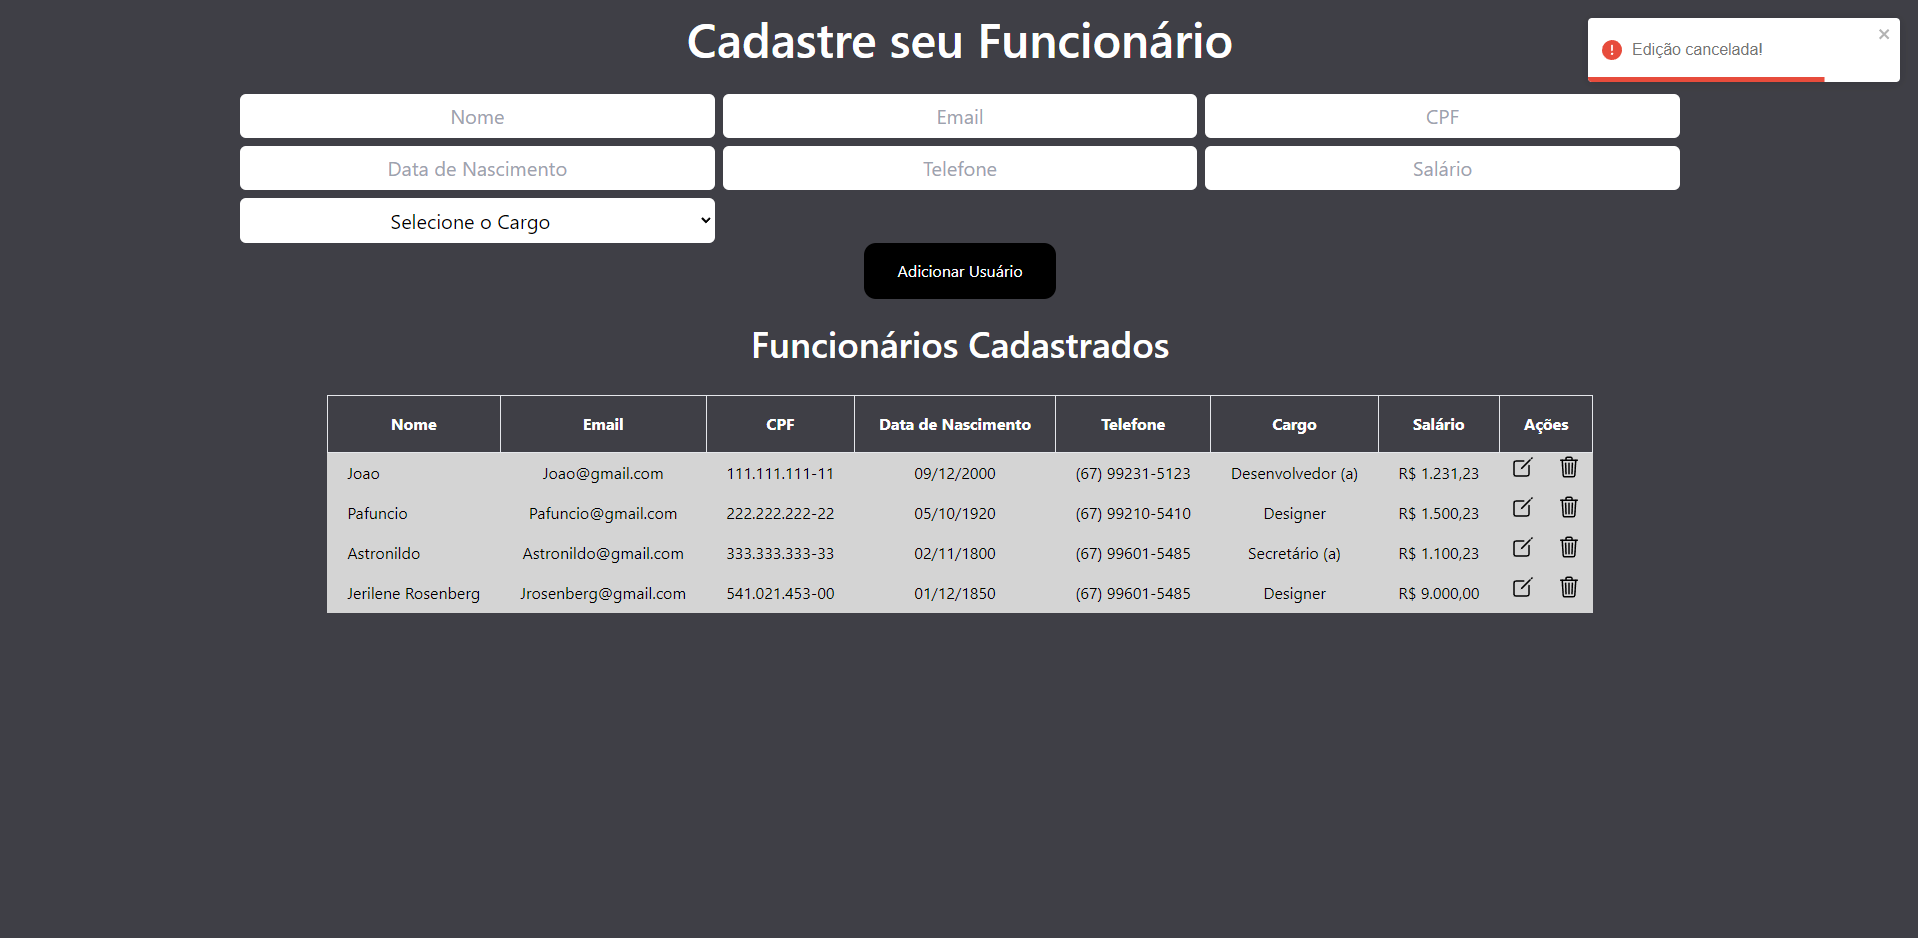 Cadastre seu Funcionário
Edição cancelada!
Nome Email CPF
Data de Nascimento Telefone Salário
Selecione o Cargo
Adicionar Usuário
Funcionários Cadastrados
Nome Email CPF Data de Nascimento Telefone Cargo Salário Ações
Joao Joao@gmail.com 111.111.111-11 09/12/2000 (67) 99231-5123 Desenvolvedor (a) R$ 1.231,23
Pafuncio Pafuncio@gmail.com 222.222.222-22 05/10/1920 (67) 99210-5410 Designer R$ 1.500,23
Astronildo Astronildo@gmail.com 333.333.333-33 02/11/1800 (67) 99601-5485 Secretário (a) R$ 1.100,23
Jerilene Rosenberg Jrosenberg@gmail.com 541.021.453-00 01/12/1850 (67) 99601-5485 Designer R$ 9.000,00